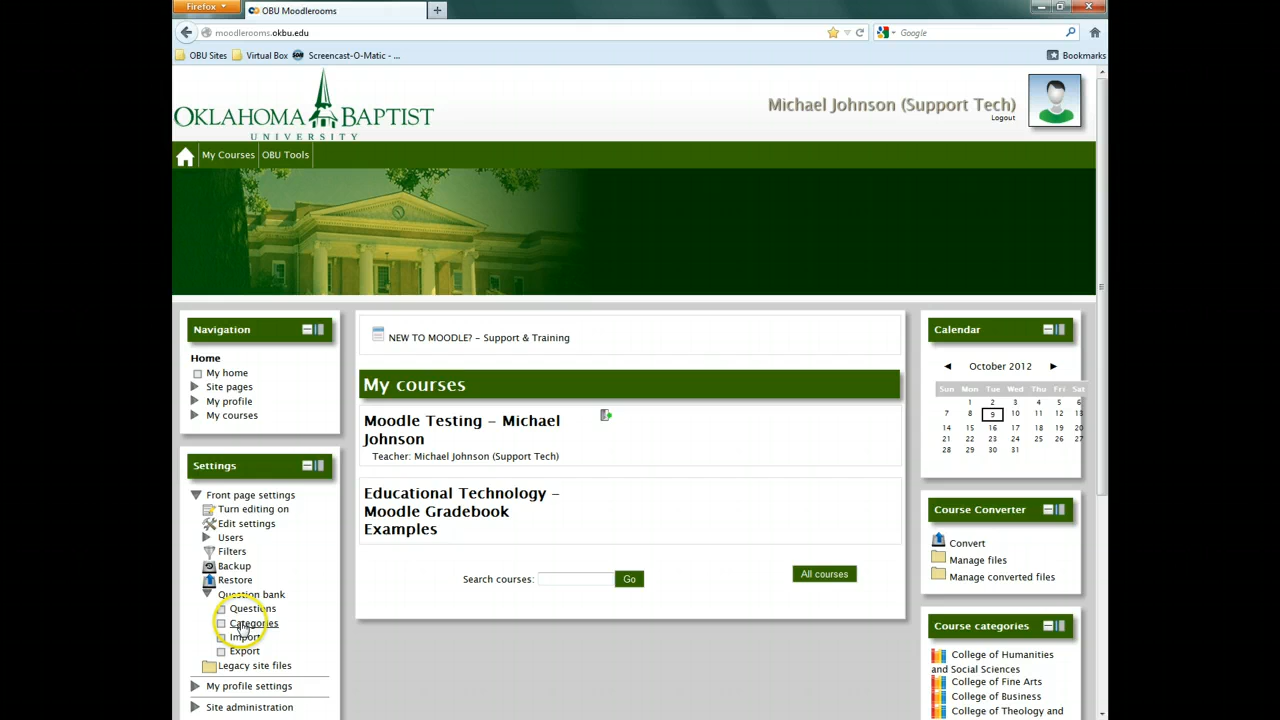 Firefox
OBU Moodlerooms
moodlerooms.okbu.edu
Google
OBU Sites
Virtual Box
Screencast-O-Matic - ...
Bookmarks
OKLAHOMA BAPTIST
UNIVERSITY
Michael Johnson (Support Tech)
Logout
My Courses
OBU Tools
Navigation
Home
My home
Site pages
My profile
My courses
Settings
Front page settings
Turn editing on
Edit settings
Users
Filters
Backup
Restore
Question bank
Questions
Categories
Import
Export
Legacy site files
My profile settings
Site administration
NEW TO MOODLE? - Support & Training
My courses
Moodle Testing - Michael
Johnson
Teacher: Michael Johnson (Support Tech)
Educational Technology -
Moodle Gradebook
Examples
Search courses:
Go
All courses
Calendar
◄ October 2012 ►
Sun Mon Tue Wed Thu Fri Sat
1 2 3 4 5 6
7 8 9 10 11 12 13
14 15 16 17 18 19 20
21 22 23 24 25 26 27
28 29 30 31
Course Converter
Convert
Manage files
Manage converted files
Course categories
College of Humanities
and Social Sciences
College of Fine Arts
College of Business
College of Theology and